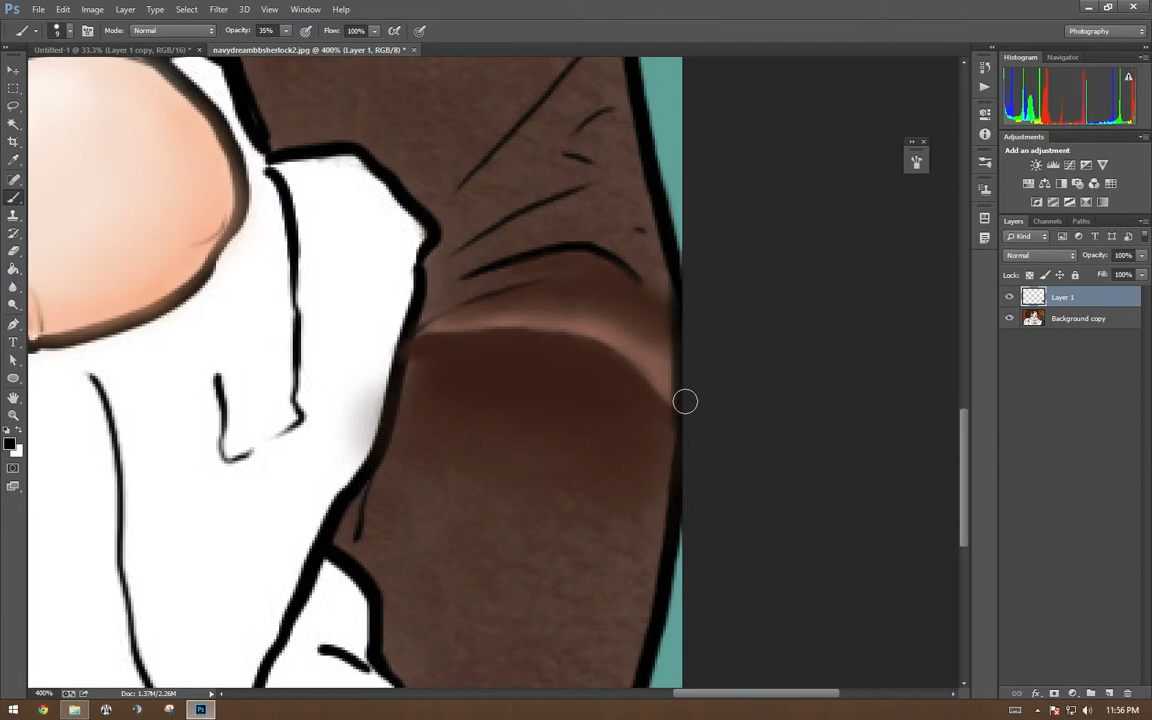 Ps File Edit Image Layer Type Select Filter 3D View Window Help
9 Mode: Normal Opacity: 35% Flow: 100% Photography
Untitled-1 @ 33.3% (Layer 1 copy, RGB/16) * × navydreambbsherlock2.jpg @ 400% (Layer 1, RGB/8) * ×
Histogram Navigator
Adjustments
Add an adjustment
Layers Channels Paths
Kind
Normal Opacity: 100%
Lock: Fill: 100%
Layer 1
Background copy
T
400% Doc: 1.37M/2.26M
fx
Ps 11:56 PM